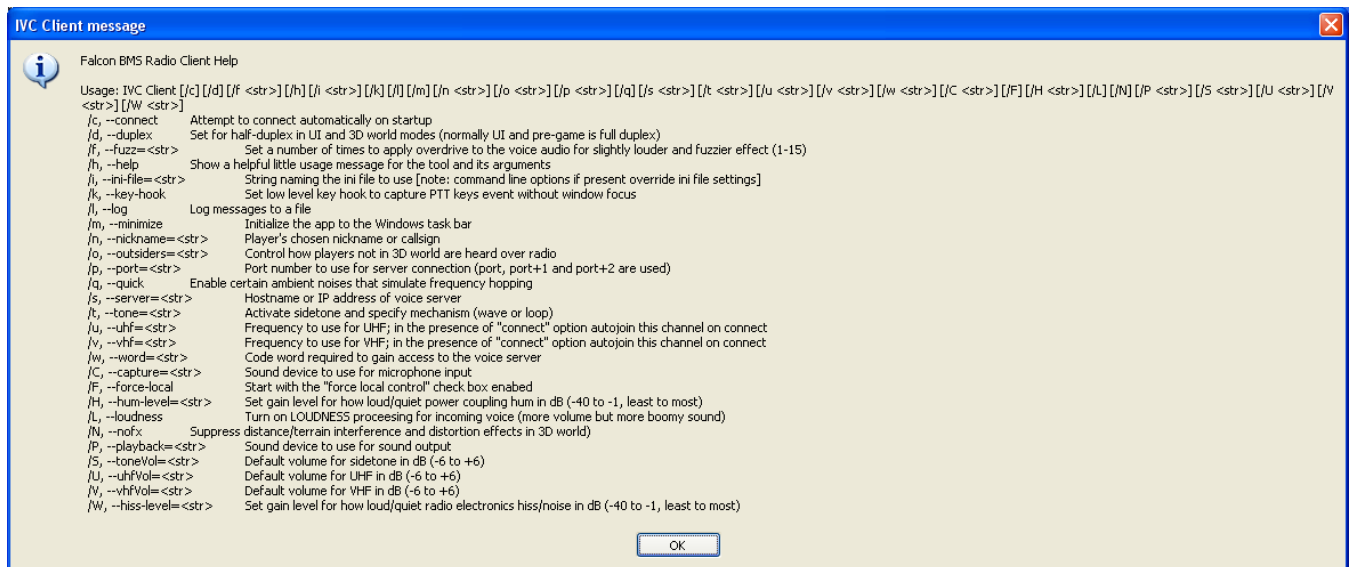 IVC Client message
Falcon BMS Radio Client Help
Usage: IVC Client [/c][/d][/f <str>][/h][/i <str>][/k][/l][/m][/n <str>][/o <str>][/p <str>][/q][/s <str>][/t <str>][/u <str>][/v <str>][/w <str>][/C <str>][/F][/H <str>][/L][/N][/P <str>][/S <str>][/U <str>][/V
<str>][/W <str>]
/c, --connect Attempt to connect automatically on startup
/d, --duplex Set for half-duplex in UI and 3D world modes (normally UI and pre-game is full duplex)
/f, --fuzz=<str> Set a number of times to apply overdrive to the voice audio for slightly louder and fuzzier effect (1-15)
/h, --help Show a helpful little usage message for the tool and its arguments
/i, --ini-file=<str> String naming the ini file to use [note: command line options if present override ini file settings]
/k, --key-hook Set low level key hook to capture PTT keys event without window focus
/l, --log Log messages to a file
/m, --minimize Initialize the app to the Windows task bar
/n, --nickname=<str> Player's chosen nickname or callsign
/o, --outsiders=<str> Control how players not in 3D world are heard over radio
/p, --port=<str> Port number to use for server connection (port, port+1 and port+2 are used)
/q, --quick Enable certain ambient noises that simulate frequency hopping
/s, --server=<str> Hostname or IP address of voice server
/t, --tone=<str> Activate sidetone and specify mechanism (wave or loop)
/u, --uhf=<str> Frequency to use for UHF; in the presence of "connect" option autojoin this channel on connect
/v, --vhf=<str> Frequency to use for VHF; in the presence of "connect" option autojoin this channel on connect
/w, --word=<str> Code word required to gain access to the voice server
/C, --capture=<str> Sound device to use for microphone input
/F, --force-local Start with the "force local control" check box enabed
/H, --hum-level=<str> Set gain level for how loud/quiet power coupling hum in dB (-40 to -1, least to most)
/L, --loudness Turn on LOUDNESS proceesing for incoming voice (more volume but more boomy sound)
/N, --nofx Suppress distance/terrain interference and distortion effects in 3D world)
/P, --playback=<str> Sound device to use for sound output
/S, --toneVol=<str> Default volume for sidetone in dB (-6 to +6)
/U, --uhfVol=<str> Default volume for UHF in dB (-6 to +6)
/V, --vhfVol=<str> Default volume for VHF in dB (-6 to +6)
/W, --hiss-level=<str> Set gain level for how loud/quiet radio electronics hiss/noise in dB (-40 to -1, least to most)
OK